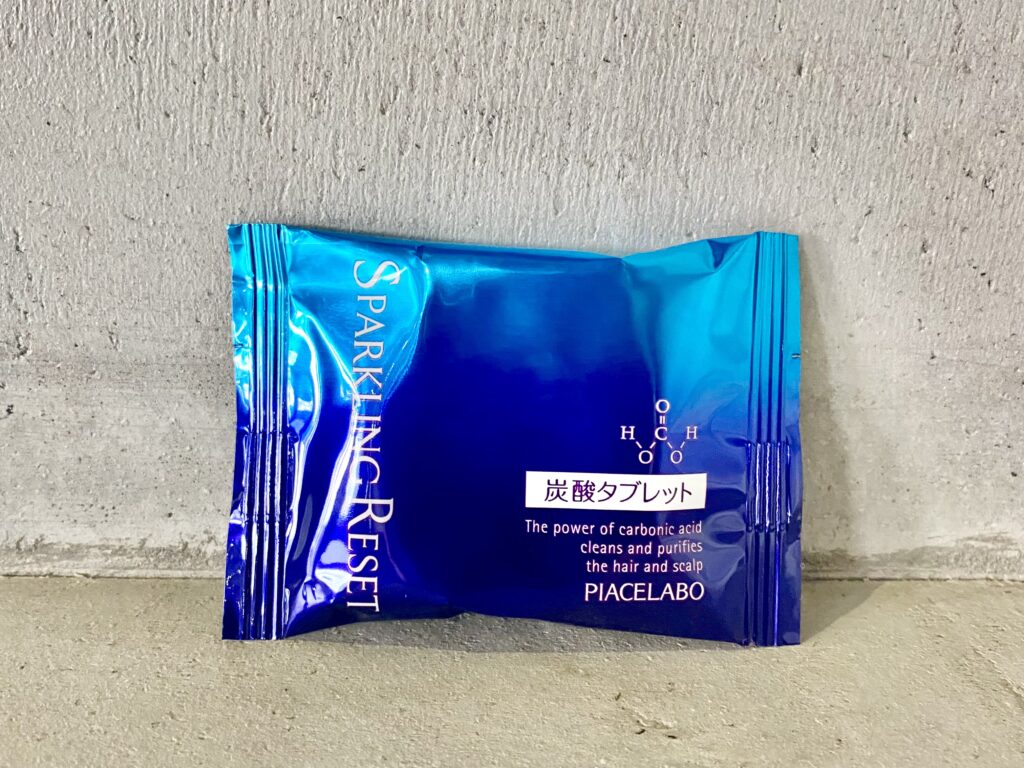 SPARKLING RESET
O
H C H
O O
炭酸タブレット
The power of carbonic acid
cleans and purifies
the hair and scalp
PIACELABO